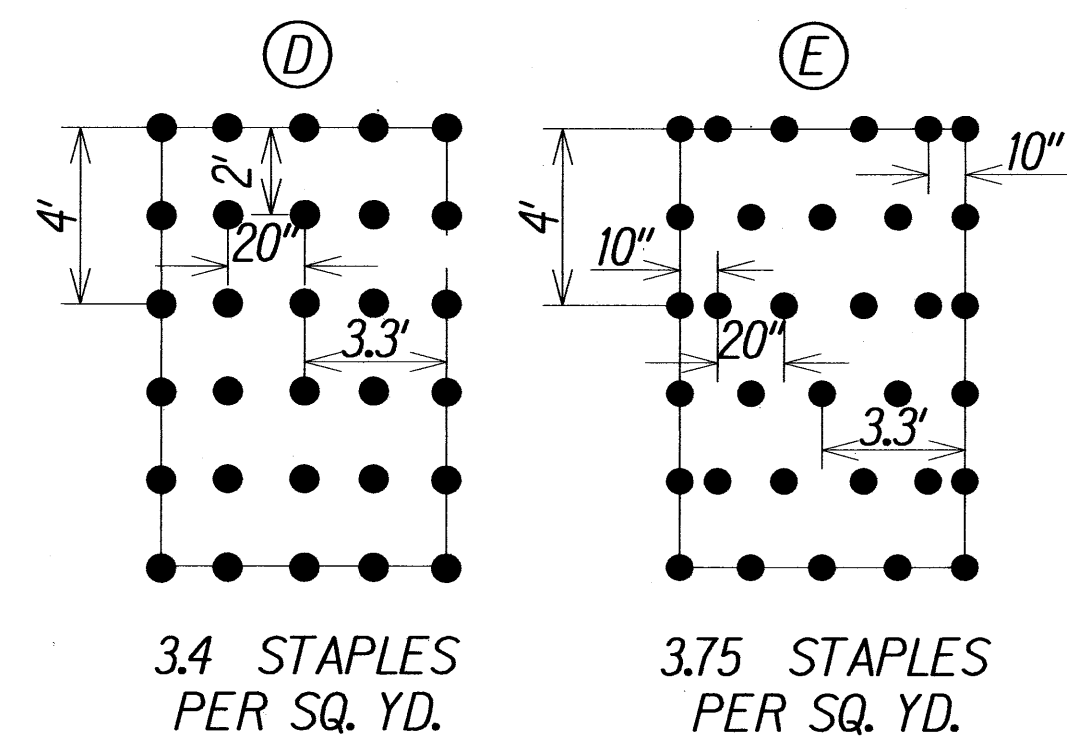 D
2'
4'
20"
3.3'
3.4 STAPLES
PER SQ. YD.
E
10"
4'
10"
20"
3.3'
3.75 STAPLES
PER SQ. YD.